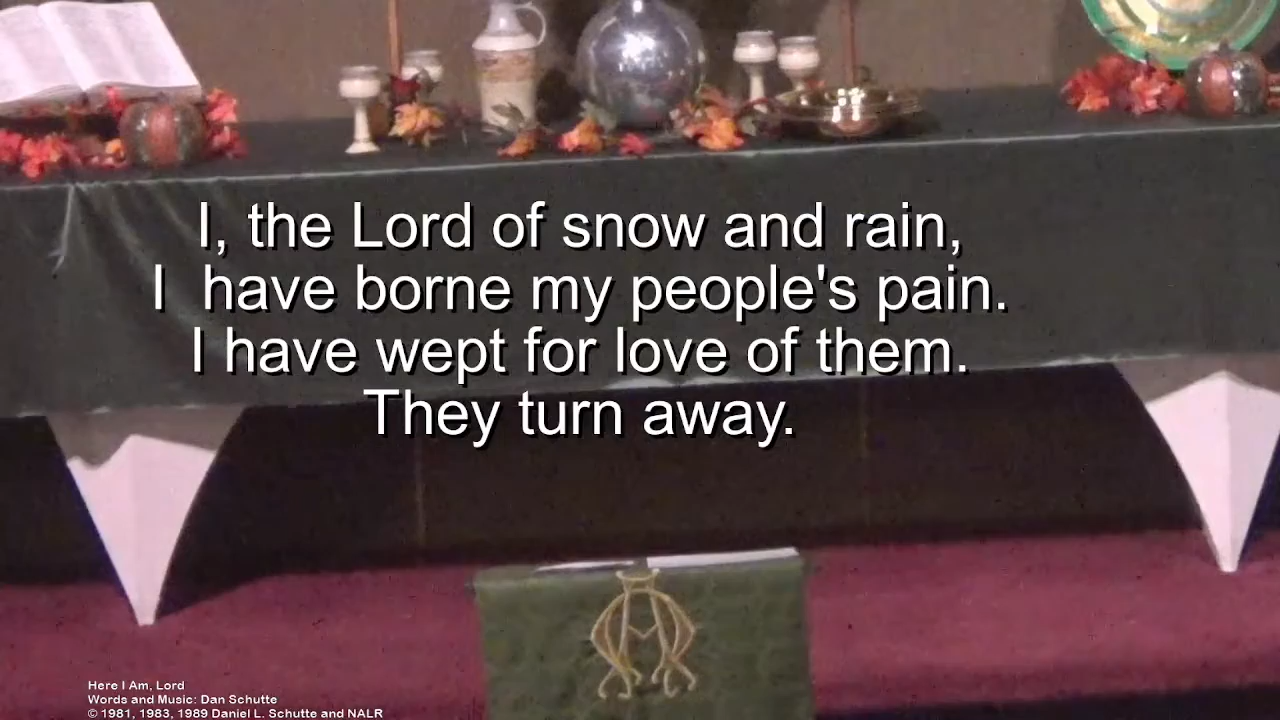 I, the Lord of snow and rain,
I have borne my people's pain.
I have wept for love of them.
They turn away.
Here I Am, Lord
Words and Music: Dan Schutte
© 1981, 1983, 1989 Daniel L. Schutte and NALR